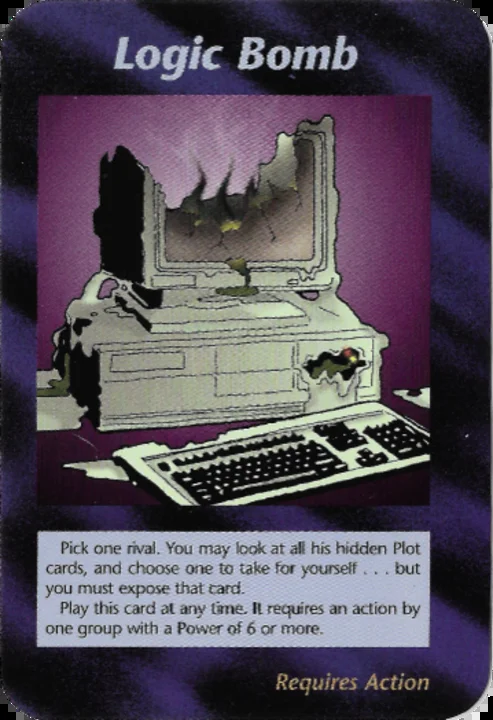 Logic Bomb
Pick one rival. You may look at all his hidden Plot
cards, and choose one to take for yourself . . . but
you must expose that card.
Play this card at any time. It requires an action by
one group with a Power of 6 or more.
Requires Action